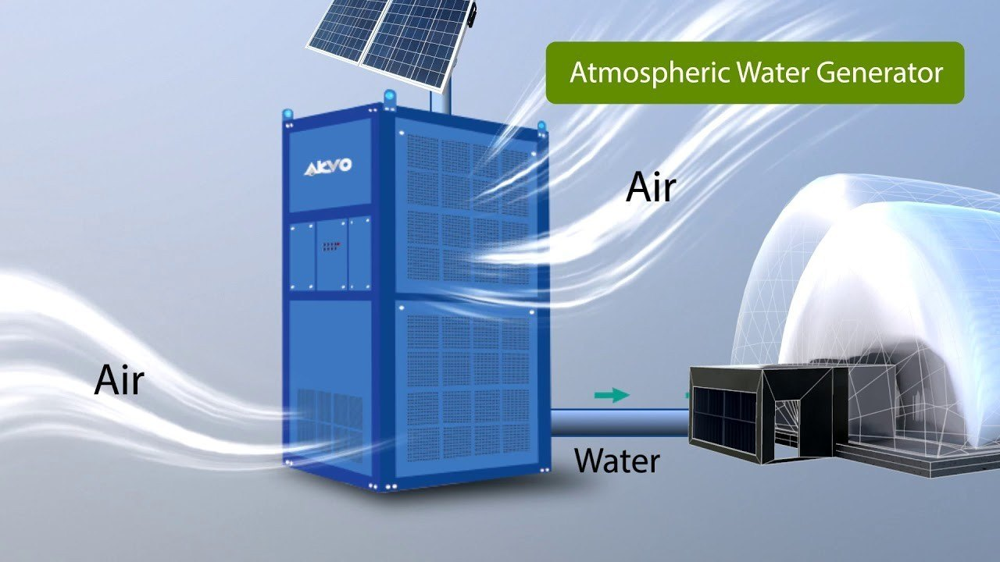 Atmospheric Water Generator
AKVO
Air
Air
Water